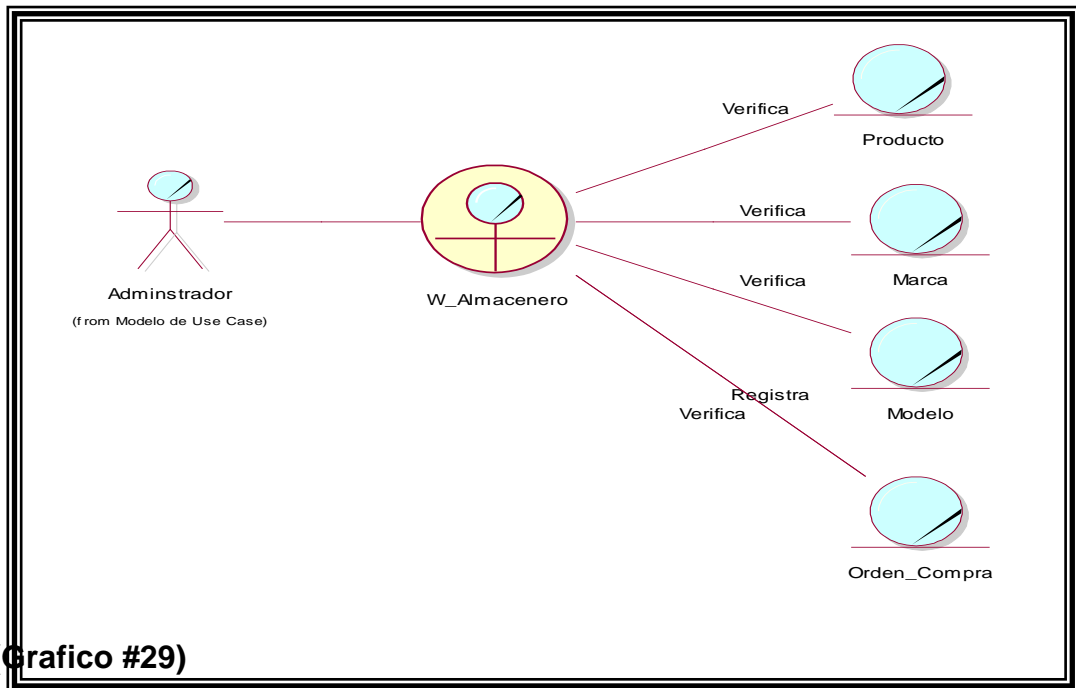 Verifica
Producto
Verifica
Marca
Adminstrador
(from Modelo de Use Case)
W_Almacenero
Verifica
Modelo
Registra
Verifica
Orden_Compra
(Grafico #29)